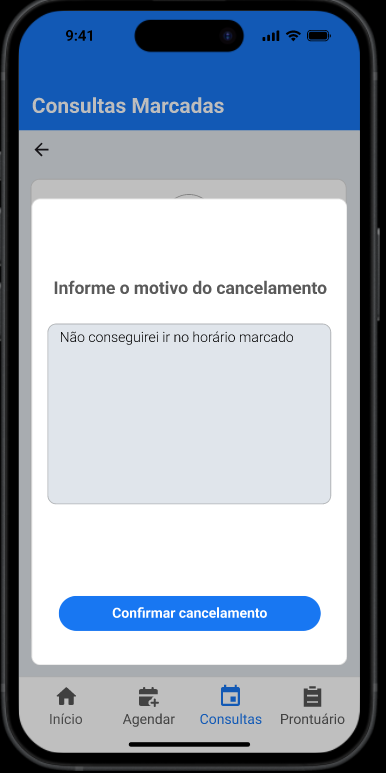 9:41
Consultas Marcadas
Informe o motivo do cancelamento
Não conseguirei ir no horário marcado
Confirmar cancelamento
Início
Agendar
Consultas
Prontuário